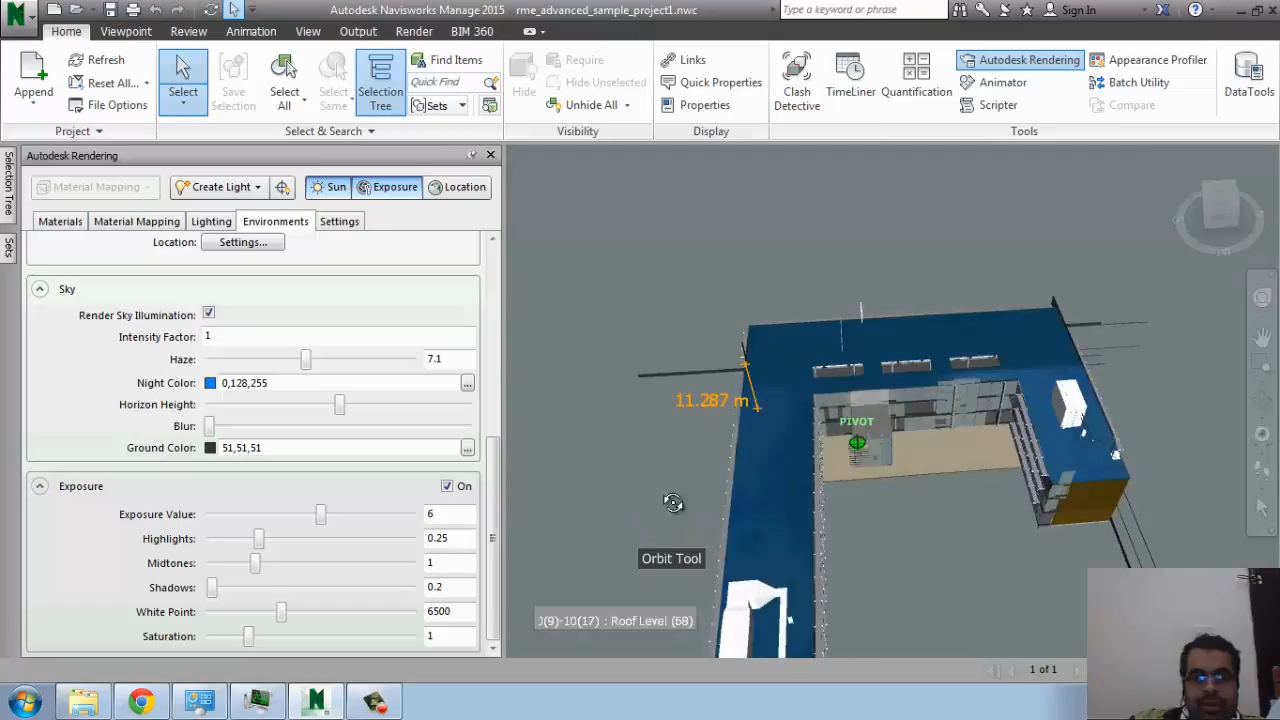 Autodesk Navisworks Manage 2015 rme_advanced_sample_project1.nwc
Type a keyword or phrase
Sign In
Home Viewpoint Review Animation View Output Render BIM 360
Append
Refresh
Reset All...
File Options
Project
Select
Save Selection
Select All
Select Same
Selection Tree
Find Items
Quick Find
Sets
Select & Search
Hide
Require
Hide Unselected
Unhide All
Visibility
Links
Quick Properties
Properties
Display
Clash Detective
TimeLiner
Quantification
Autodesk Rendering
Animator
Scripter
Appearance Profiler
Batch Utility
Compare
DataTools
Tools
Selection Tree
Sets
Autodesk Rendering
Material Mapping
Create Light
Sun
Exposure
Location
Materials Material Mapping Lighting Environments Settings
Location: Settings...
Sky
Render Sky Illumination:
Intensity Factor: 1
Haze: 7.1
Night Color: 0,128,255 ...
Horizon Height:
Blur:
Ground Color: 51,51,51 ...
Exposure On
Exposure Value: 6
Highlights: 0.25
Midtones: 1
Shadows: 0.2
White Point: 6500
Saturation: 1
11.287 m
PIVOT
Orbit Tool
J(9)-10(17) : Roof Level (68)
1 of 1